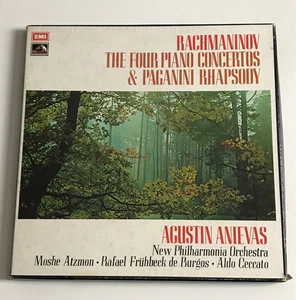 EMI
RACHMANINOV
THE FOUR PIANO CONCERTOS
& PAGANINI RHAPSODY
AGUSTIN ANIEVAS
New Philharmonia Orchestra
Moshe Atzmon • Rafael Frühbeck de Burgos • Aldo Ceccato